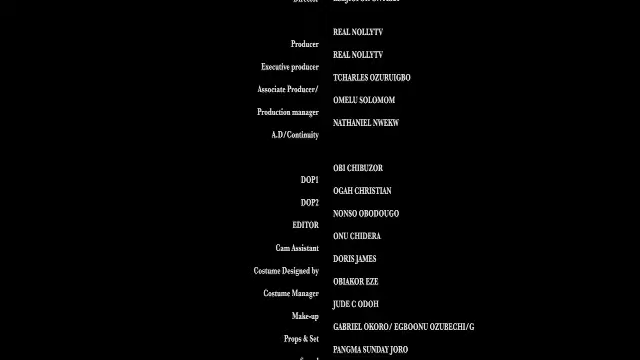 Director
REAL NOLLYTV
Producer
REAL NOLLYTV
Executive producer
TCHARLES OZURUIGBO
Associate Producer/
OMELU SOLOMOM
Production manager
NATHANIEL NWEKW
A.D/Continuity
OBI CHIBUZOR
DOP1
OGAH CHRISTIAN
DOP2
NONSO OBODOUGO
EDITOR
ONU CHIDERA
Cam Assistant
DORIS JAMES
Costume Designed by
OBIAKOR EZE
Costume Manager
JUDE C ODOH
Make-up
GABRIEL OKORO/ EGBOONU OZUBECHI/G
Props & Set
PANGMA SUNDAY JORO